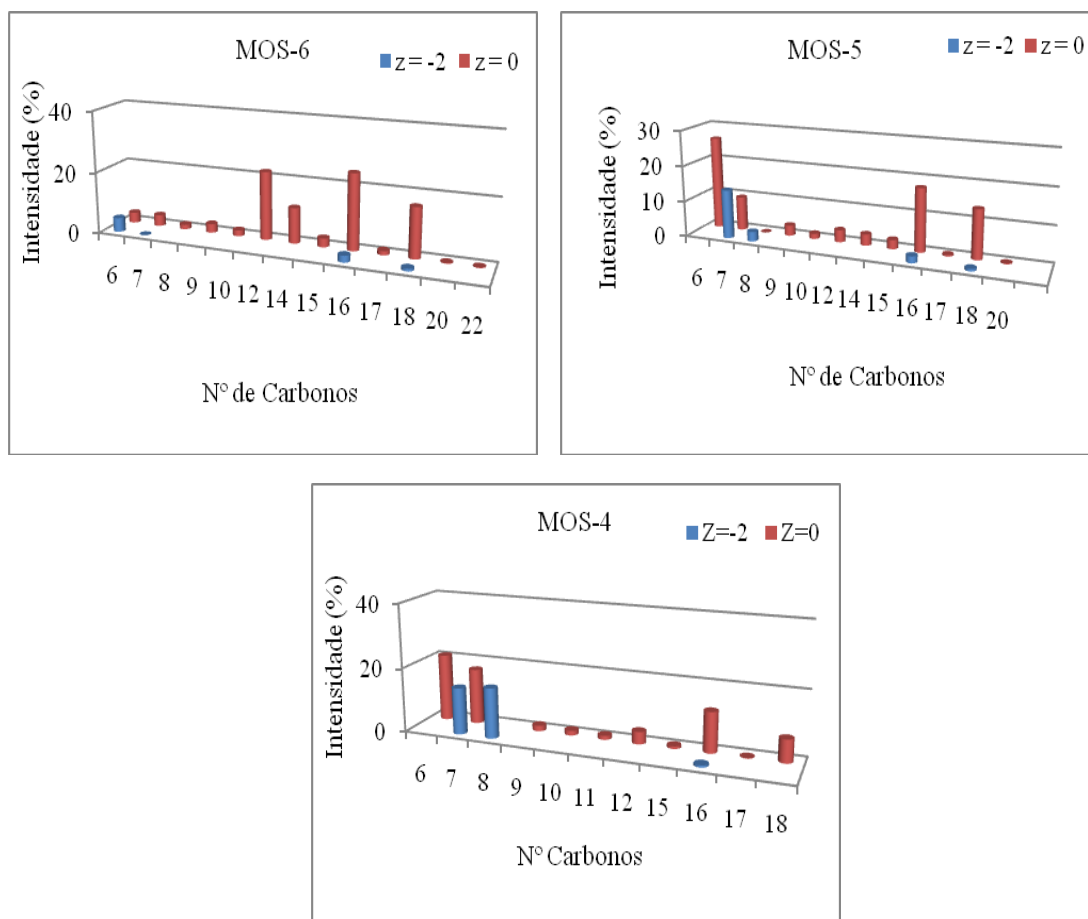 MOS-6
z = -2 z = 0
Intensidade (%)
40
20
0
6 7 8 9 10 12 14 15 16 17 18 20 22
Nº de Carbonos
MOS-5
z = -2 z = 0
Intensidade (%)
30
20
10
0
6 7 8 9 10 12 14 15 16 17 18 20
Nº de Carbonos
MOS-4
Z=-2 Z=0
Intensidade (%)
40
20
0
6 7 8 9 10 11 12 15 16 17 18
Nº Carbonos